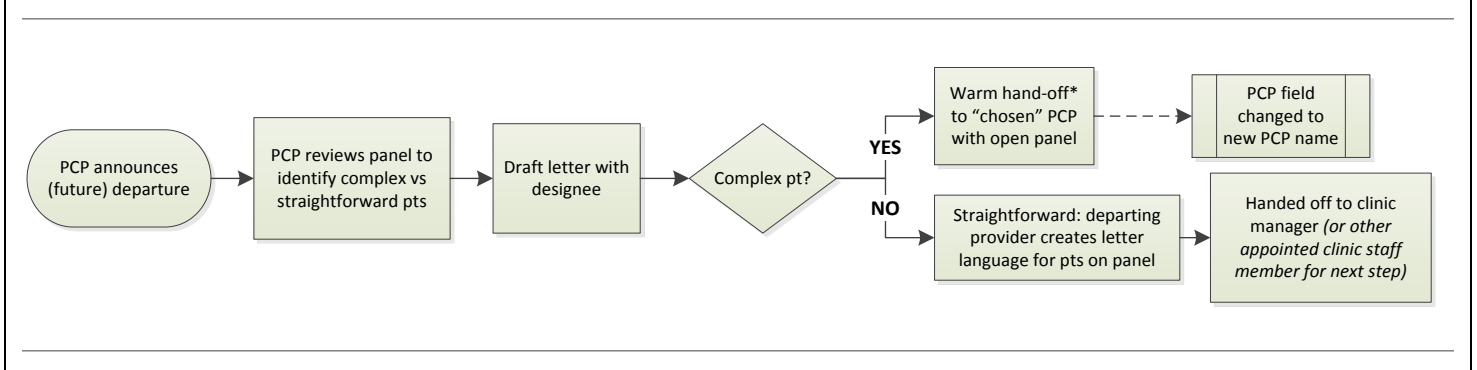 PCP announces
(future) departure
PCP reviews panel to
identify complex vs
straightforward pts
Draft letter with
designee
Complex pt?
YES
Warm hand-off*
to “chosen” PCP
with open panel
PCP field
changed to
new PCP name
NO
Straightforward: departing
provider creates letter
language for pts on panel
Handed off to clinic
manager (or other
appointed clinic staff
member for next step)